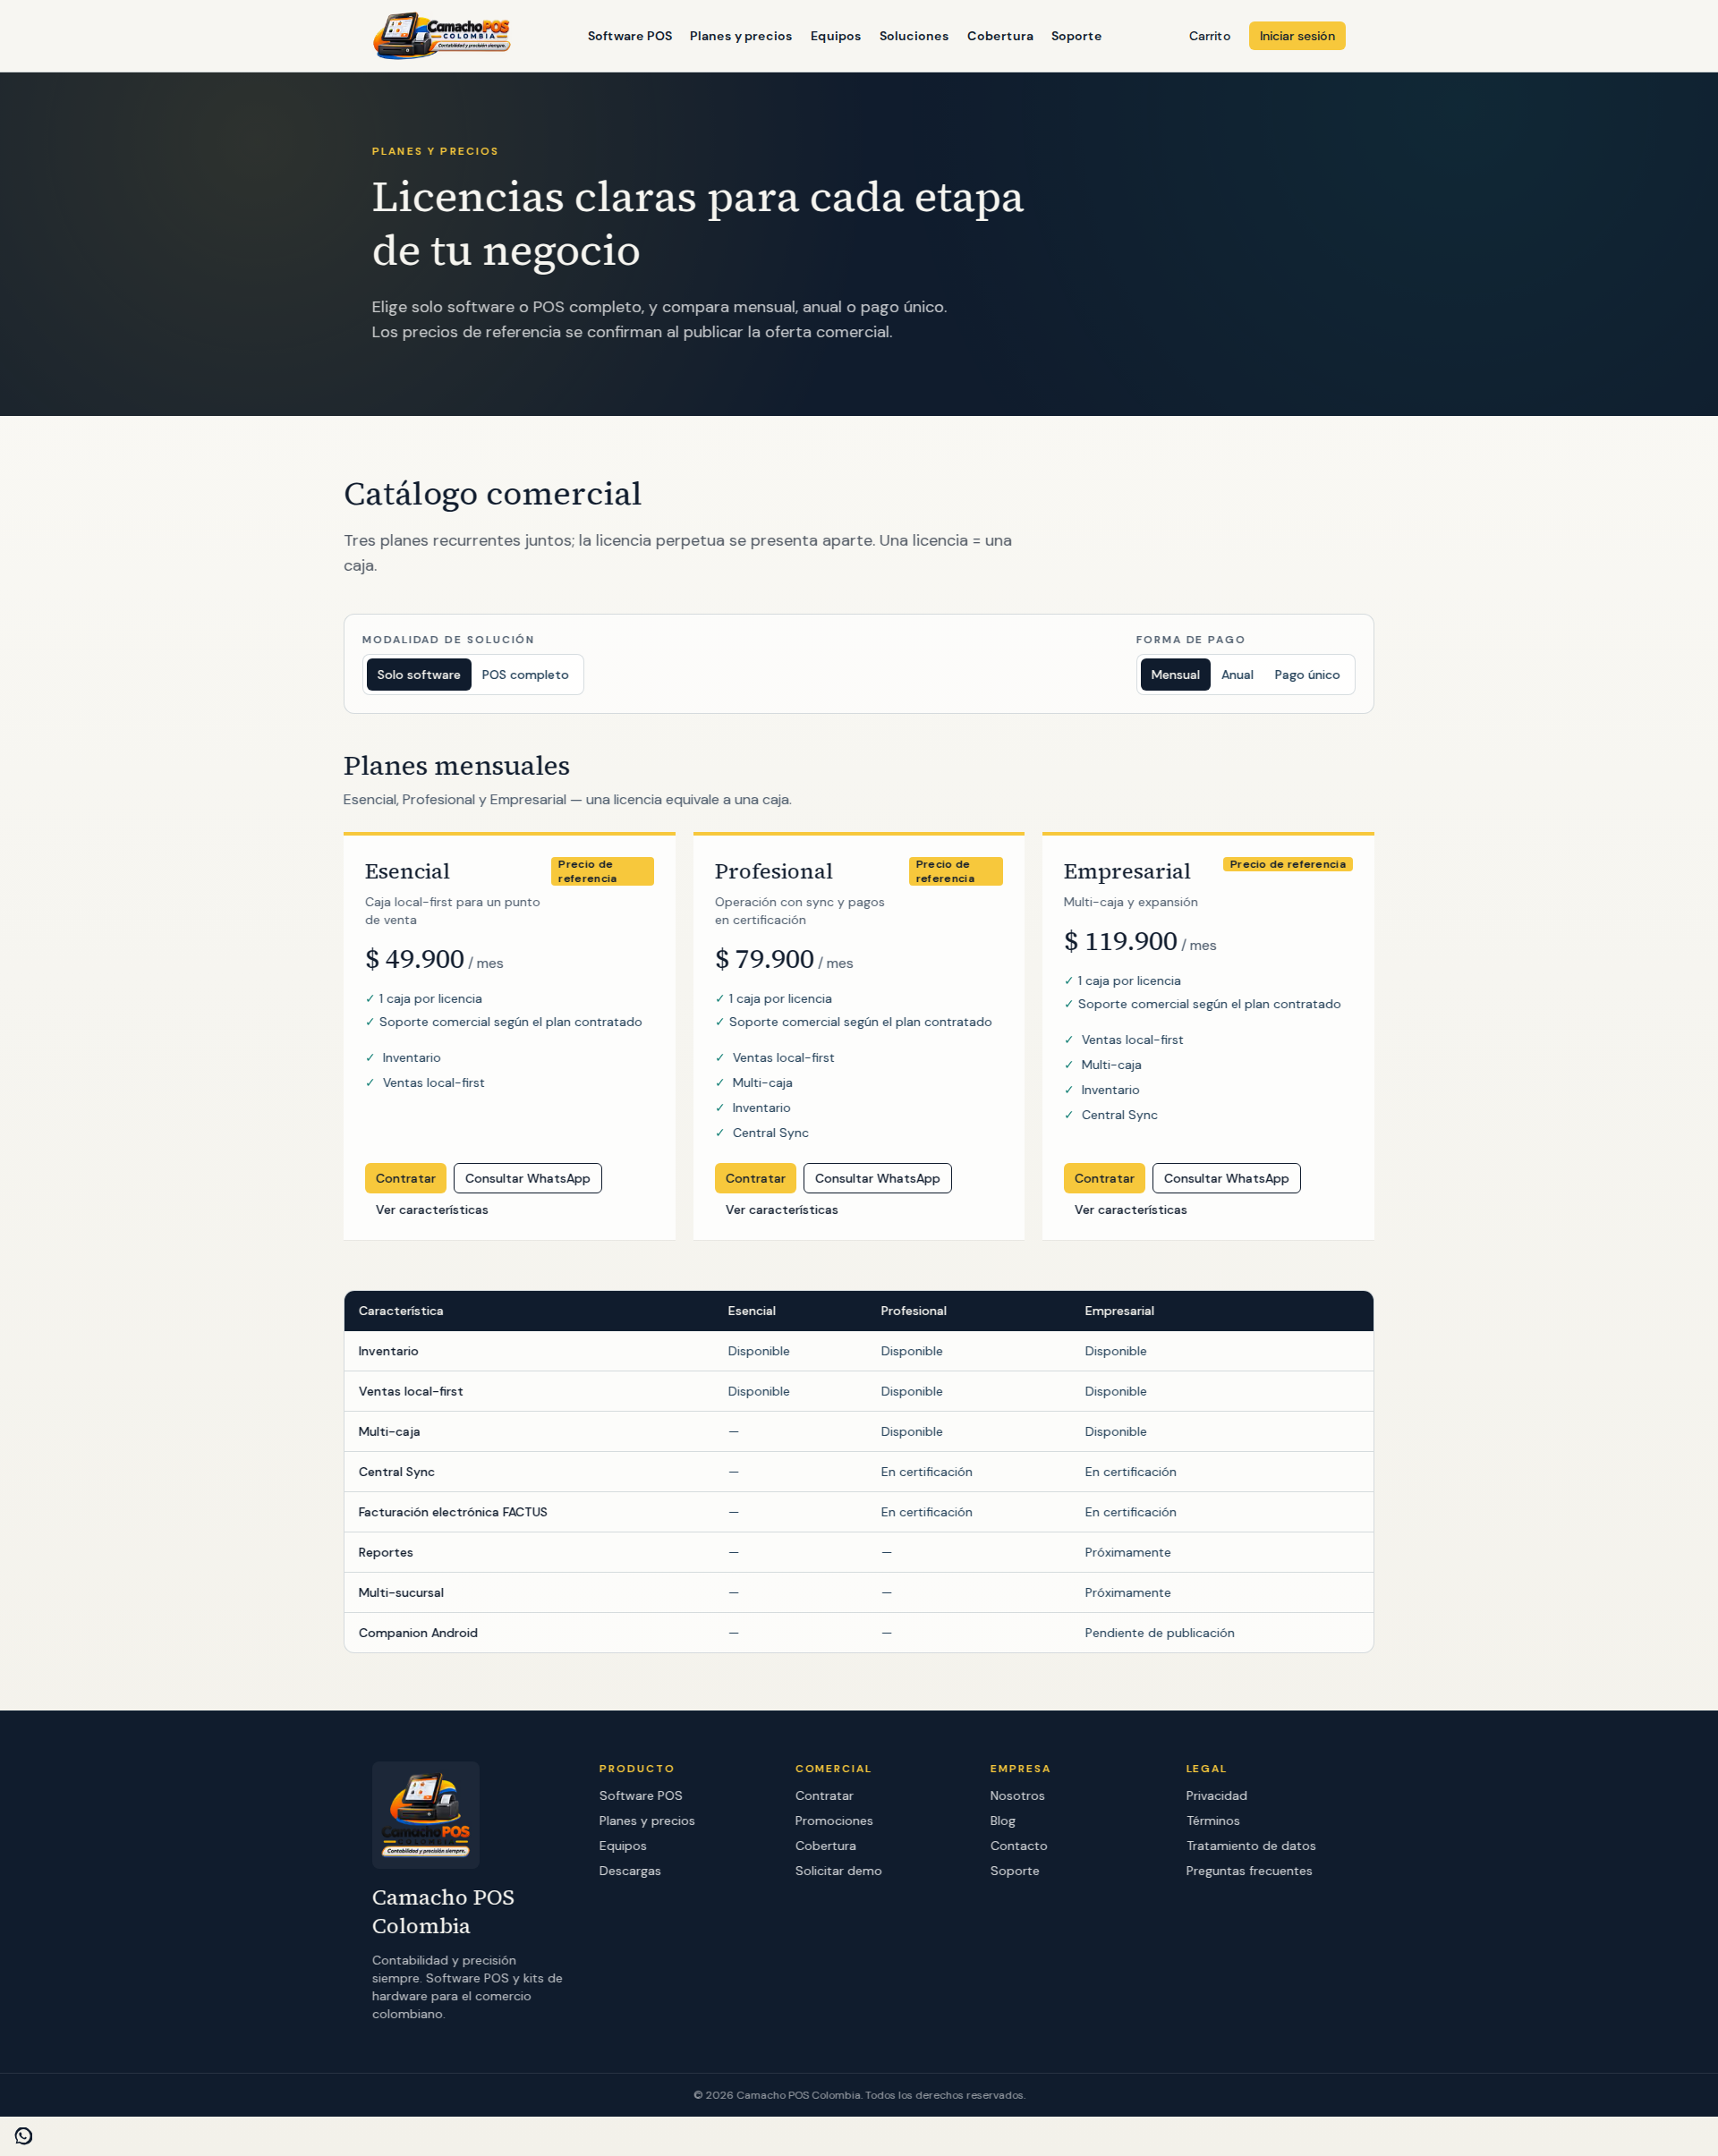 CamachoPOS
COLOMBIA
Contabilidad y precisión siempre.
Software POS
Planes y precios
Equipos
Soluciones
Cobertura
Soporte
Carrito
Iniciar sesión
PLANES Y PRECIOS
Licencias claras para cada etapa
de tu negocio
Elige solo software o POS completo, y compara mensual, anual o pago único.
Los precios de referencia se confirman al publicar la oferta comercial.
Catálogo comercial
Tres planes recurrentes juntos; la licencia perpetua se presenta aparte. Una licencia = una
caja.
MODALIDAD DE SOLUCIÓN
Solo software
POS completo
FORMA DE PAGO
Mensual
Anual
Pago único
Planes mensuales
Esencial, Profesional y Empresarial — una licencia equivale a una caja.
Esencial
Precio de
referencia
Caja local-first para un punto
de venta
$ 49.900 / mes
✓ 1 caja por licencia
✓ Soporte comercial según el plan contratado
✓ Inventario
✓ Ventas local-first
Contratar
Consultar WhatsApp
Ver características
Profesional
Precio de
referencia
Operación con sync y pagos
en certificación
$ 79.900 / mes
✓ 1 caja por licencia
✓ Soporte comercial según el plan contratado
✓ Ventas local-first
✓ Multi-caja
✓ Inventario
✓ Central Sync
Contratar
Consultar WhatsApp
Ver características
Empresarial
Precio de referencia
Multi-caja y expansión
$ 119.900 / mes
✓ 1 caja por licencia
✓ Soporte comercial según el plan contratado
✓ Ventas local-first
✓ Multi-caja
✓ Inventario
✓ Central Sync
Contratar
Consultar WhatsApp
Ver características
Característica Esencial Profesional Empresarial
Inventario Disponible Disponible Disponible
Ventas local-first Disponible Disponible Disponible
Multi-caja — Disponible Disponible
Central Sync — En certificación En certificación
Facturación electrónica FACTUS — En certificación En certificación
Reportes — — Próximamente
Multi-sucursal — — Próximamente
Companion Android — — Pendiente de publicación
CamachoPOS
COLOMBIA
Contabilidad y precisión siempre.
Camacho POS
Colombia
Contabilidad y precisión
siempre. Software POS y kits de
hardware para el comercio
colombiano.
PRODUCTO
Software POS
Planes y precios
Equipos
Descargas
COMERCIAL
Contratar
Promociones
Cobertura
Solicitar demo
EMPRESA
Nosotros
Blog
Contacto
Soporte
LEGAL
Privacidad
Términos
Tratamiento de datos
Preguntas frecuentes
© 2026 Camacho POS Colombia. Todos los derechos reservados.